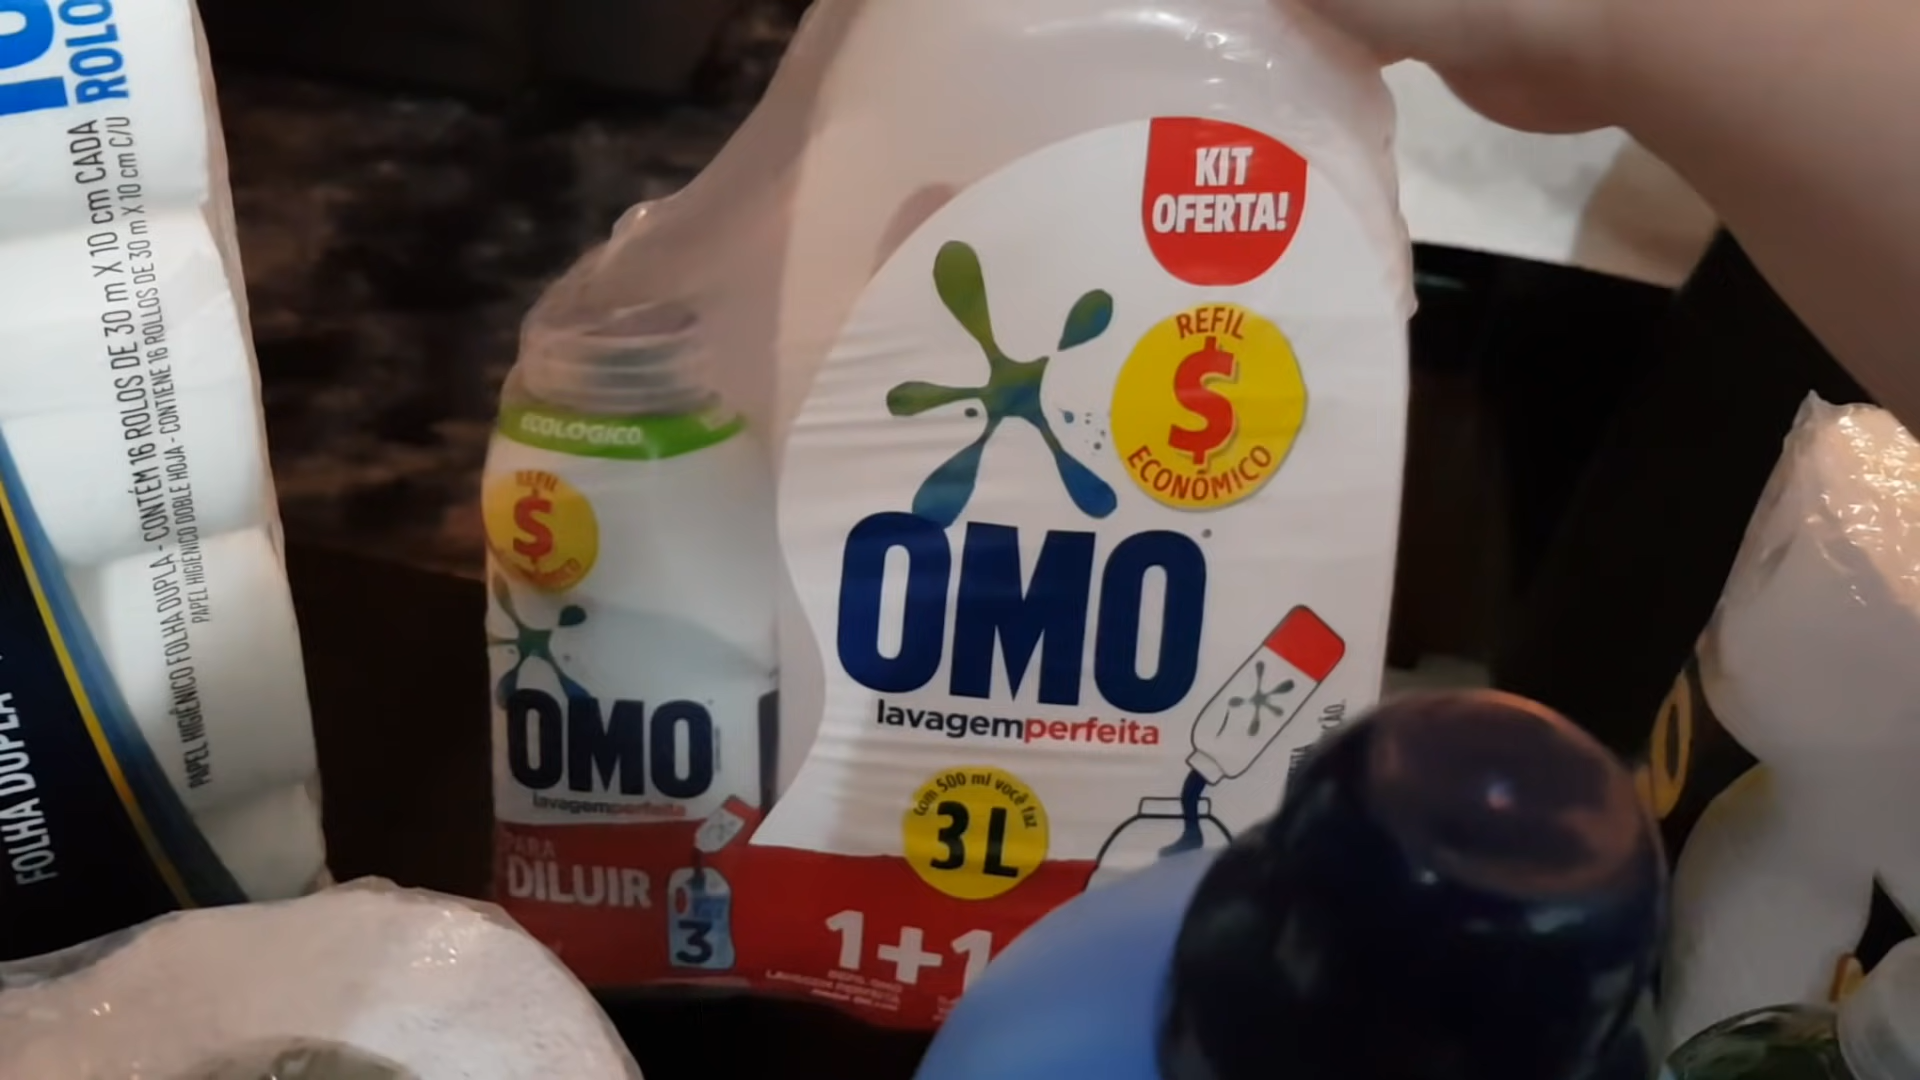 ROLO
PAPEL HIGIÊNICO FOLHA DUPLA - CONTÉM 16 ROLOS DE 30 m X 10 cm CADA
PAPEL HIGIÉNICO DOBLE HOJA - CONTIENE 16 ROLLOS DE 30 m X 10 cm C/U
FOLHA DUPLA
ECOLÓGICO
REFIL
$
OMO
lavagemperfeita
PARA
DILUIR
3
KIT
OFERTA!
REFIL
$
ECONÔMICO
OMO
lavagemperfeita
Com 500 ml você faz
3 L
1+1